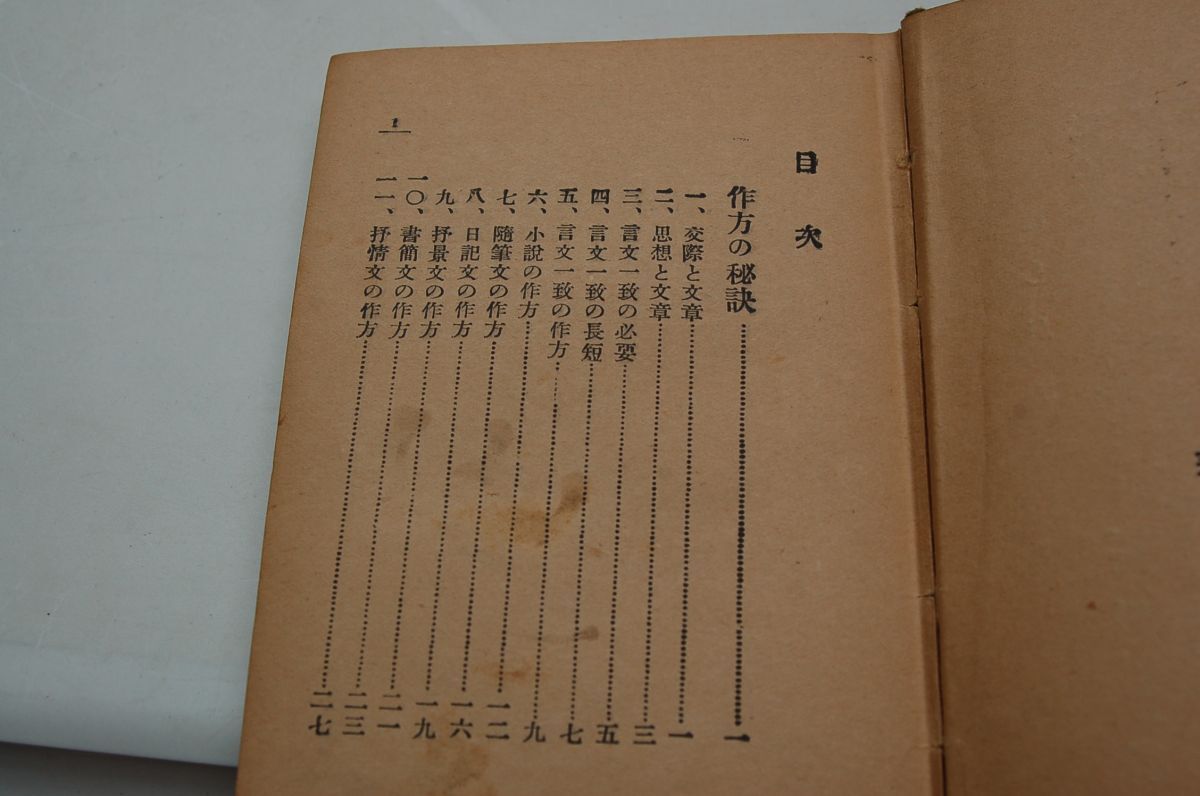 目次
作方の秘訣……一
一、交際と文章……一
二、思想と文章……三
三、言文一致の必要……五
四、言文一致の長短……七
五、言文一致の作方……九
六、小說の作方……一二
七、隨筆文の作方……一六
八、日記文の作方……一九
九、抒景文の作方……二一
一〇、書簡文の作方……二三
一一、抒情文の作方……二七
1